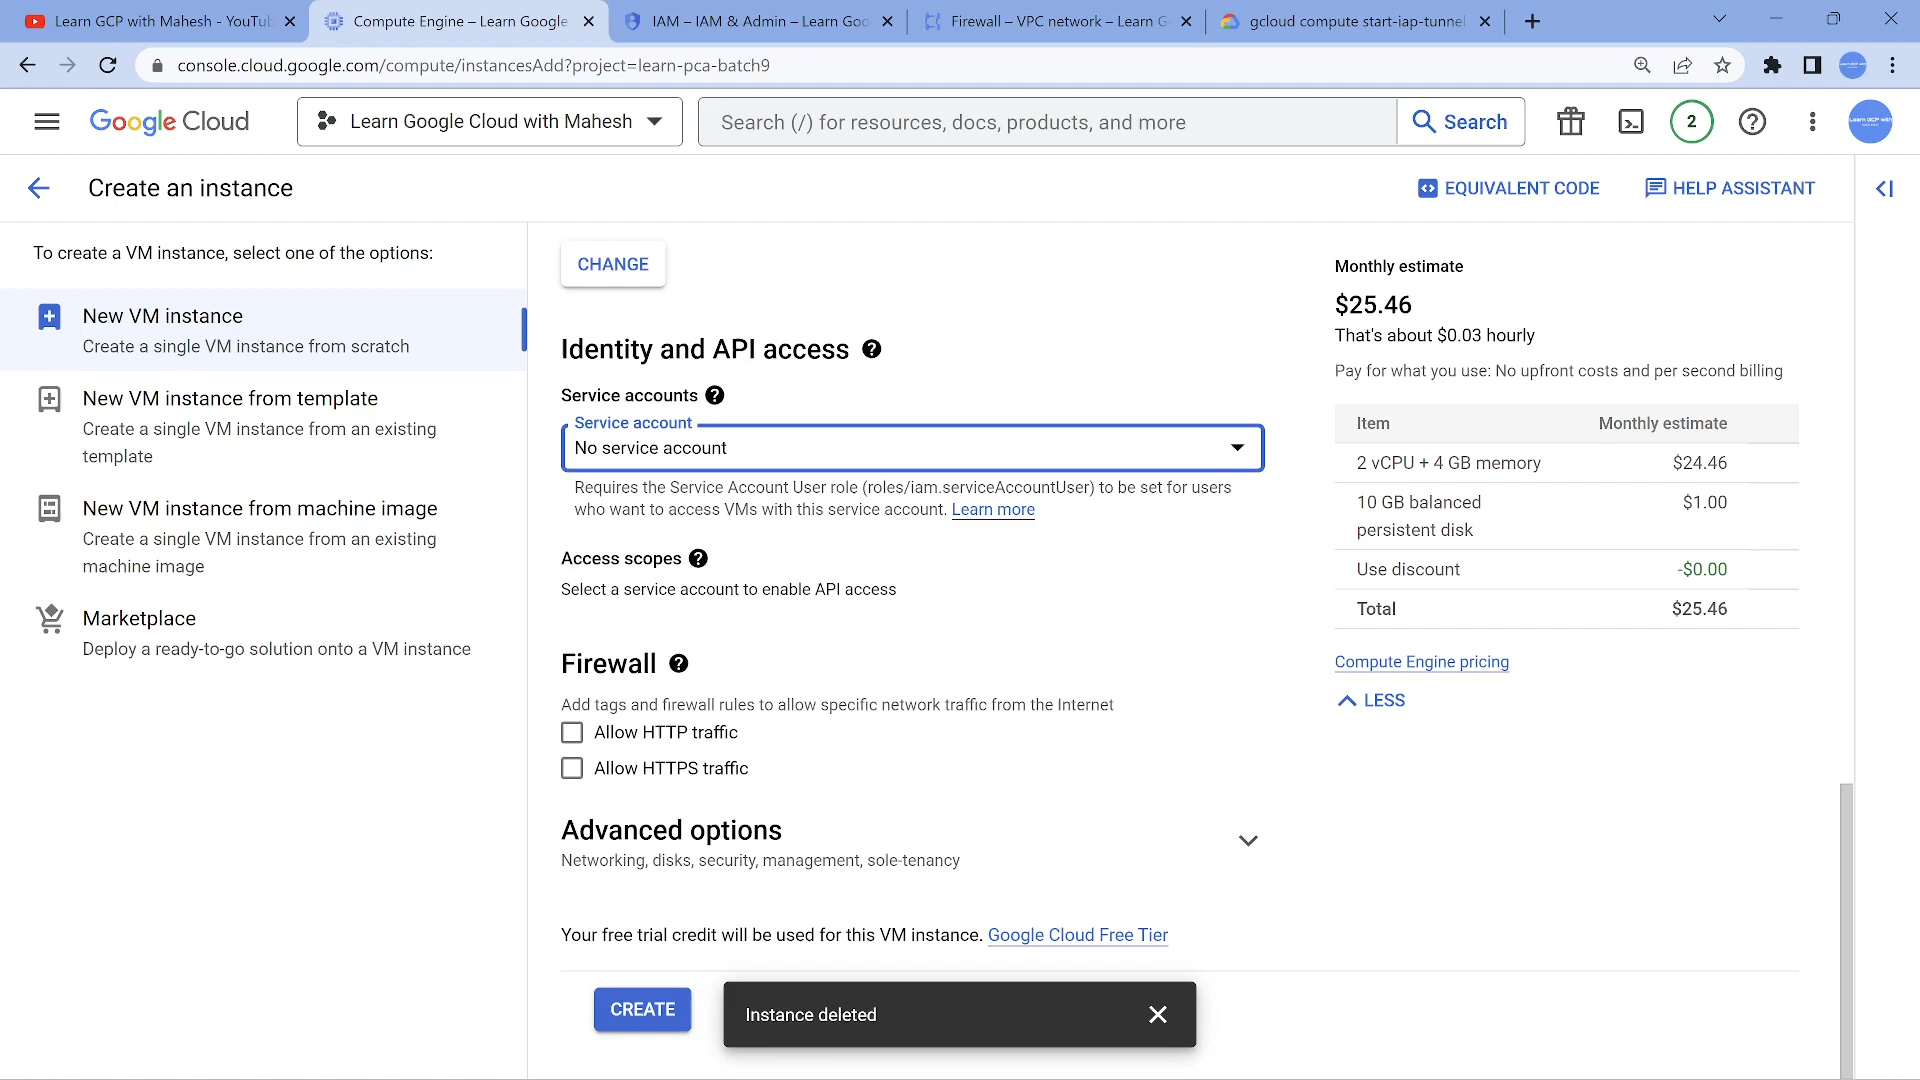 Learn GCP with Mahesh - YouTub
Compute Engine – Learn Google
IAM – IAM & Admin – Learn Goo
Firewall – VPC network – Learn G
gcloud compute start-iap-tunnel
console.cloud.google.com/compute/instancesAdd?project=learn-pca-batch9
Google Cloud
Learn Google Cloud with Mahesh
Search (/) for resources, docs, products, and more
Search
2
Create an instance
EQUIVALENT CODE
HELP ASSISTANT
To create a VM instance, select one of the options:
New VM instance
Create a single VM instance from scratch
New VM instance from template
Create a single VM instance from an existing
template
New VM instance from machine image
Create a single VM instance from an existing
machine image
Marketplace
Deploy a ready-to-go solution onto a VM instance
CHANGE
Identity and API access
Service accounts
Service account
No service account
Requires the Service Account User role (roles/iam.serviceAccountUser) to be set for users
who want to access VMs with this service account. Learn more
Access scopes
Select a service account to enable API access
Firewall
Add tags and firewall rules to allow specific network traffic from the Internet
Allow HTTP traffic
Allow HTTPS traffic
Advanced options
Networking, disks, security, management, sole-tenancy
Your free trial credit will be used for this VM instance. Google Cloud Free Tier
CREATE
Instance deleted
Monthly estimate
$25.46
That's about $0.03 hourly
Pay for what you use: No upfront costs and per second billing
Item Monthly estimate
2 vCPU + 4 GB memory $24.46
10 GB balanced $1.00
persistent disk
Use discount -$0.00
Total $25.46
Compute Engine pricing
LESS